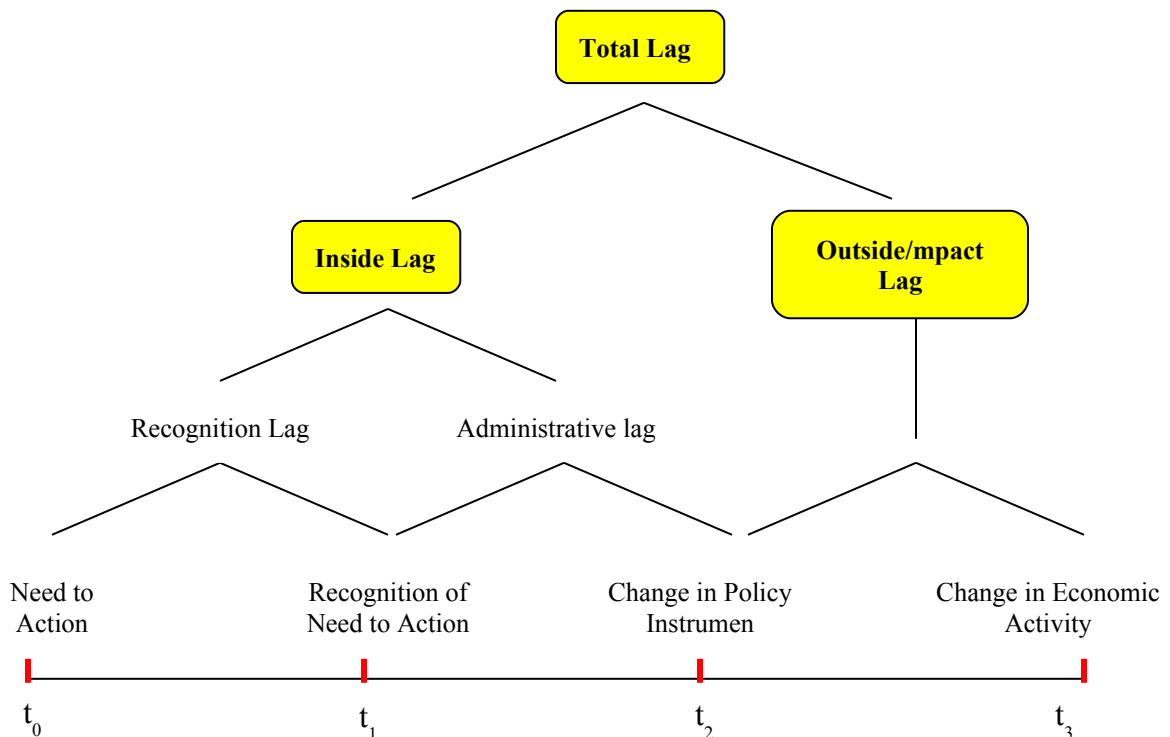 Total Lag
Inside Lag
Outside/mpact
Lag
Recognition Lag
Administrative lag
Need to
Action
Recognition of
Need to Action
Change in Policy
Instrumen
Change in Economic
Activity
t0
t1
t2
t3